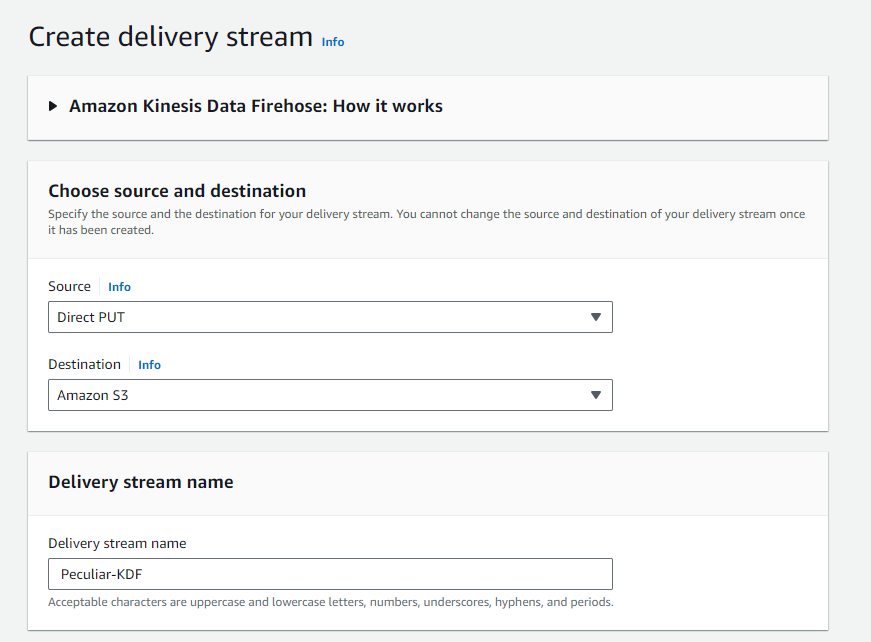 Create delivery stream Info
Amazon Kinesis Data Firehose: How it works
Choose source and destination
Specify the source and the destination for your delivery stream. You cannot change the source and destination of your delivery stream once
it has been created.
Source Info
Direct PUT
Destination Info
Amazon S3
Delivery stream name
Delivery stream name
Peculiar-KDF
Acceptable characters are uppercase and lowercase letters, numbers, underscores, hyphens, and periods.